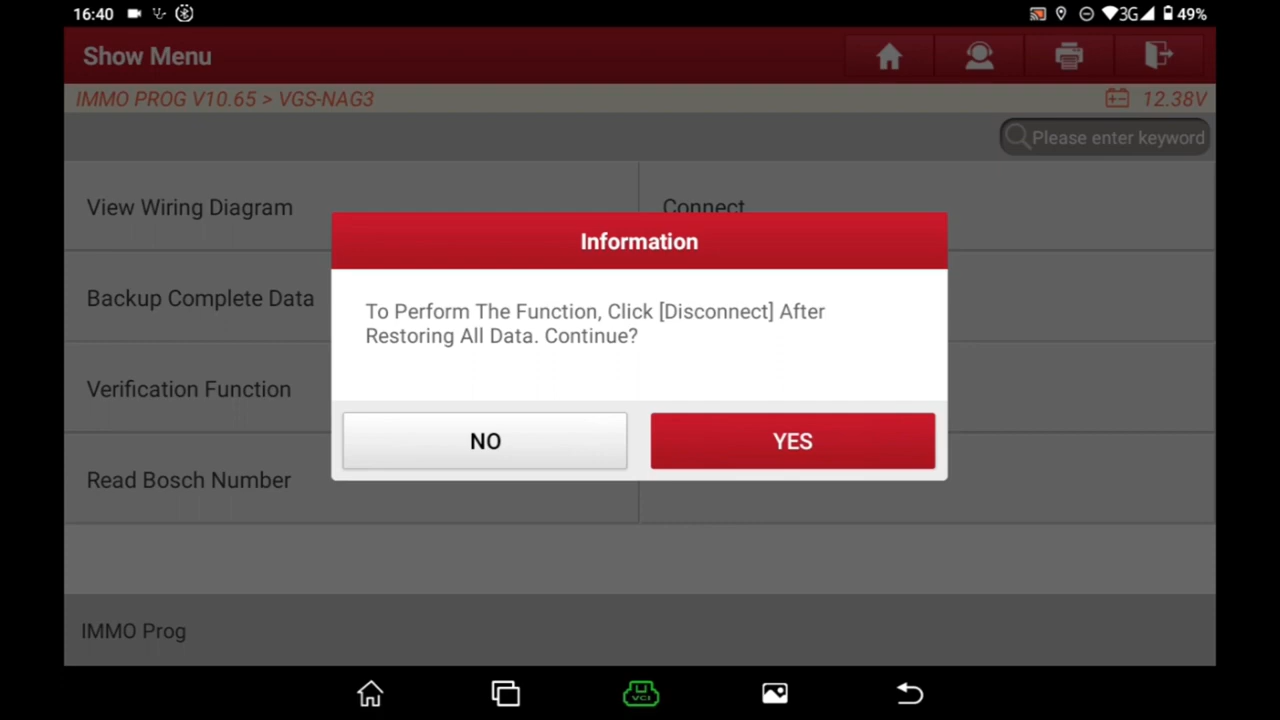 16:40
3G
49%
Show Menu
IMMO PROG V10.65 > VGS-NAG3
12.38V
Please enter keyword
View Wiring Diagram
Connect
Information
To Perform The Function, Click [Disconnect] After
Restoring All Data. Continue?
Backup Complete Data
Verification Function
NO
YES
Read Bosch Number
IMMO Prog
VCI